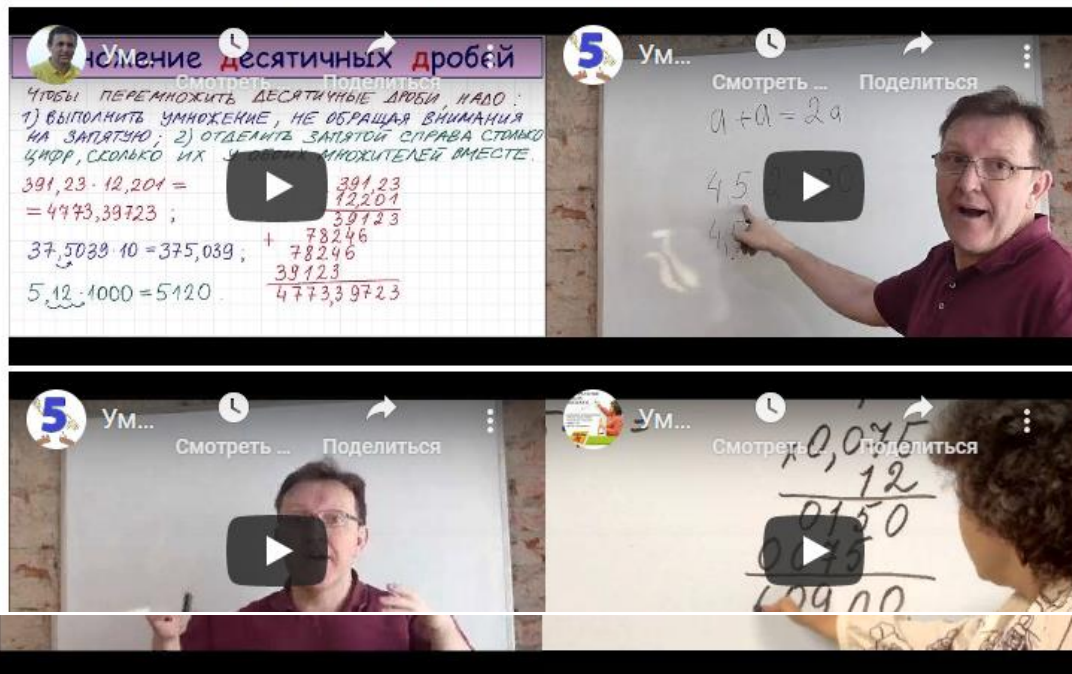 Ум...
ножение десятичных дробей
Смотреть ...
Поделиться
ЧТОБЫ ПЕРЕМНОЖИТЬ ДЕСЯТИЧНЫЕ ДРОБИ, НАДО:
1) ВЫПОЛНИТЬ УМНОЖЕНИЕ, НЕ ОБРАЩАЯ ВНИМАНИЯ
НА ЗАПЯТУЮ; 2) ОТДЕЛИТЬ ЗАПЯТОЙ СПРАВА СТОЛЬКО
ЦИФР, СКОЛЬКО ИХ У ОБОИХ МНОЖИТЕЛЕЙ ВМЕСТЕ.
391,23 · 12,201 =
= 4773,39723 ;
37,5039 · 10 = 375,039 ;
5,12 · 1000 = 5120 .
391,23
12,201
39123
+ 78246
78246
39123
4773,39723
5
Ум...
Смотреть ...
Поделиться
a + a = 2a
45
5
Ум...
Смотреть ...
Поделиться
Ум...
Смотреть ...
Поделиться
0,075
12
0150
0075